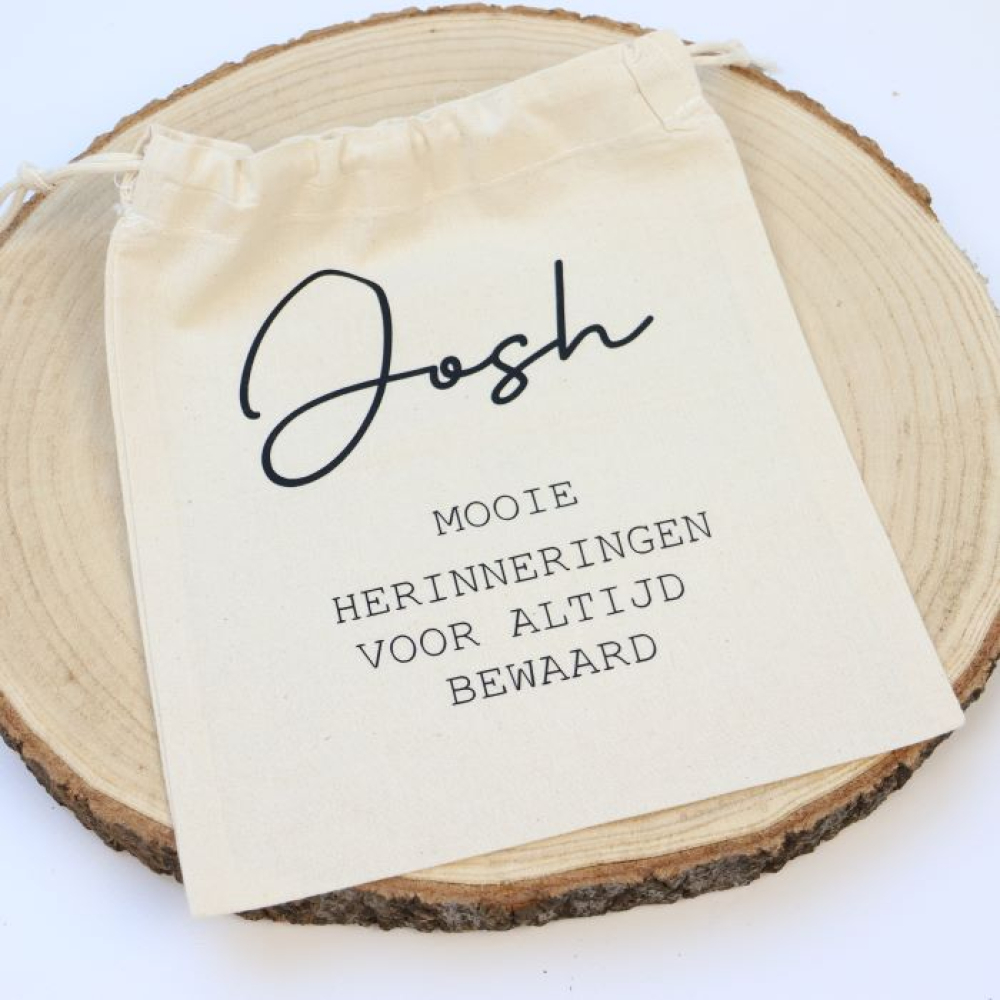 Josh
MOOIE
HERINNERINGEN
VOOR ALTIJD
BEWAARD